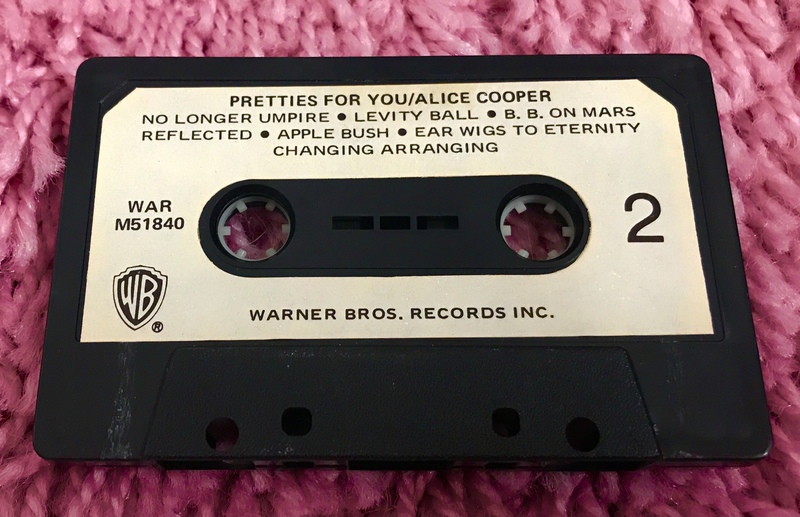 PRETTIES FOR YOU/ALICE COOPER
NO LONGER UMPIRE • LEVITY BALL • B. B. ON MARS
REFLECTED • APPLE BUSH • EAR WIGS TO ETERNITY
CHANGING ARRANGING
WAR
M51840
2
WB ®
WARNER BROS. RECORDS INC.